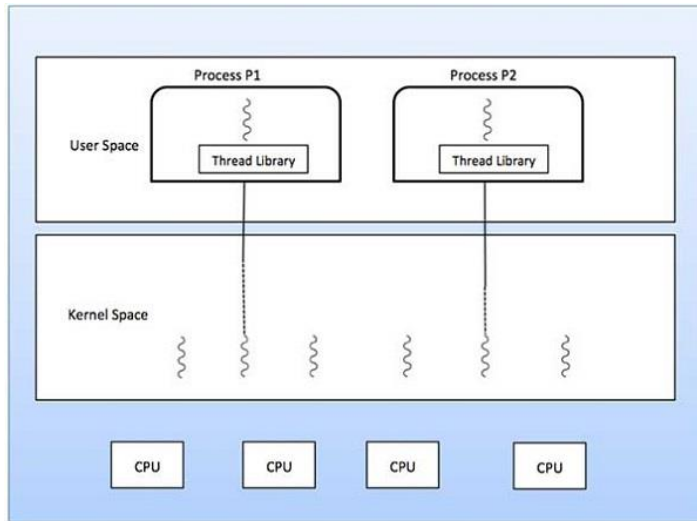 Process P1
Process P2
User Space
Thread Library
Thread Library
Kernel Space
CPU
CPU
CPU
CPU